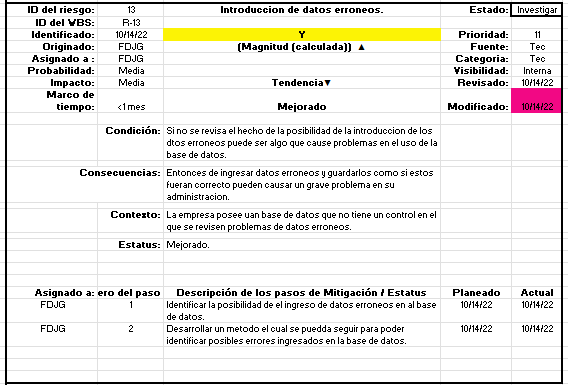 ID del riesgo: 13 Introduccion de datos erroneos. Estado: Investigar
ID del WBS: R-13
Identificado: 10/14/22 Y Prioridad: 11
Originado: FDJG (Magnitud (calculada)) ▲ Fuente: Tec
Asignado a : FDJG Categoria: Tec
Probabilidad: Media Visibilidad: Interna
Impacto: Media Tendencia▼ Revisado: 10/14/22
Marco de
tiempo: <1 mes Mejorado Modificado: 10/14/22
Condición: Si no se revisa el hecho de la posibilidad de la introduccion de los
dtos erroneos puede ser algo que cause problemas en el uso de la
base de datos.
Consecuencias: Entonces de ingresar datos erroneos y guardarlos como si estos
fueran correcto pueden causar un grave problema en su
administracion.
Contexto: La empresa posee uan base de datos que no tiene un control en el
que se revisen problemas de datos erroneos.
Estatus: Mejorado.
Asignado a: ero del paso Descripción de los pasos de Mitigación / Estatus Planeado Actual
FDJG 1 Identificar la posibilidad de el ingreso de datos erroneos en al base
de datos. 10/14/22 10/14/22
FDJG 2 Desarrollar un metodo el cual se puedda seguir para poder
identificar posibles errores ingresados en la base de datos. 10/14/22 10/14/22